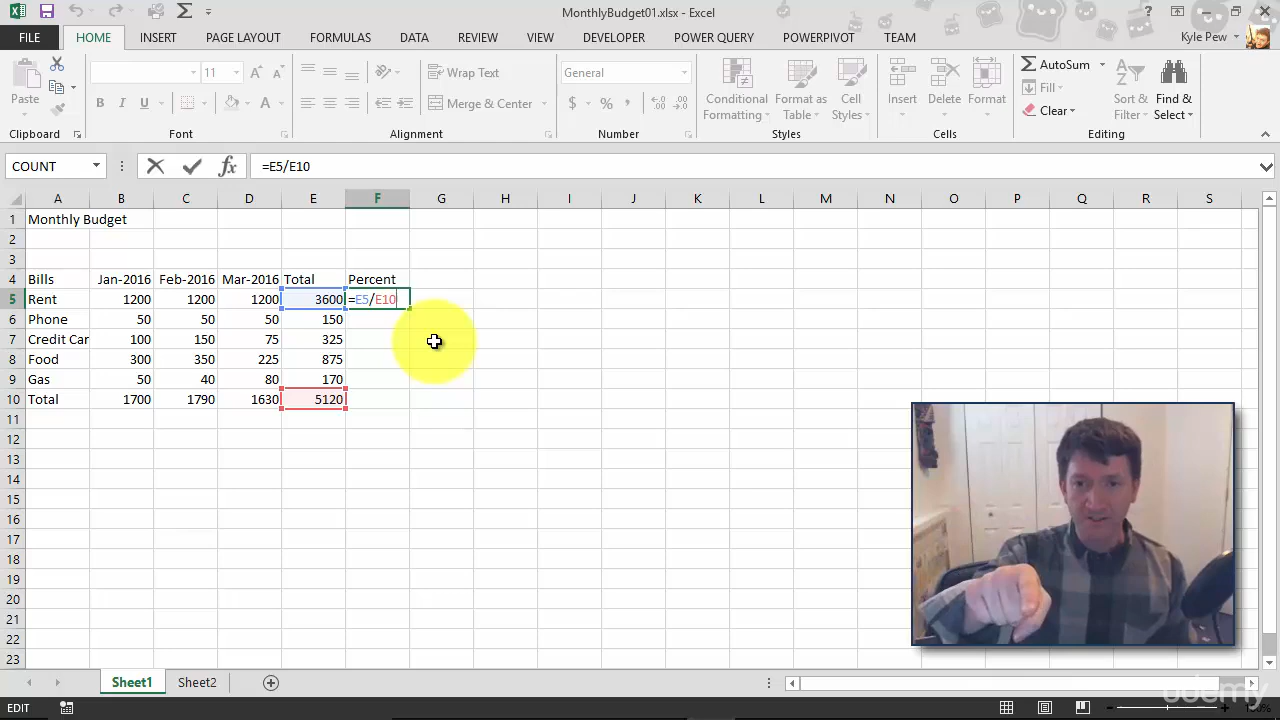 MonthlyBudget01.xlsx - Excel
FILE HOME INSERT PAGE LAYOUT FORMULAS DATA REVIEW VIEW DEVELOPER POWER QUERY POWERPIVOT TEAM Kyle Pew
Paste
11
Wrap Text
Merge & Center
General
Conditional Formatting
Format as Table
Cell Styles
Insert
Delete
Format
AutoSum
Fill
Clear
Sort & Filter
Find & Select
Clipboard Font Alignment Number Styles Cells Editing
COUNT =E5/E10
A B C D E F G H I J K L M N O P Q R S
1 Monthly Budget
2
3
4 Bills Jan-2016 Feb-2016 Mar-2016 Total Percent
5 Rent 1200 1200 1200 3600 =E5/E10
6 Phone 50 50 50 150
7 Credit Car 100 150 75 325
8 Food 300 350 225 875
9 Gas 50 40 80 170
10 Total 1700 1790 1630 5120
11
12
13
14
15
16
17
18
19
20
21
22
23
Sheet1 Sheet2
EDIT
udemy